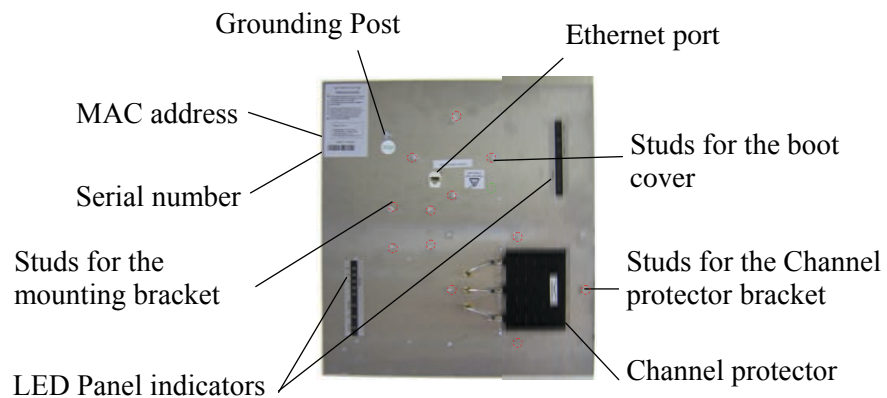 Grounding Post
Ethernet port
MAC address
Studs for the boot
cover
Serial number
Studs for the
mounting bracket
Studs for the Channel
protector bracket
Channel protector
LED Panel indicators